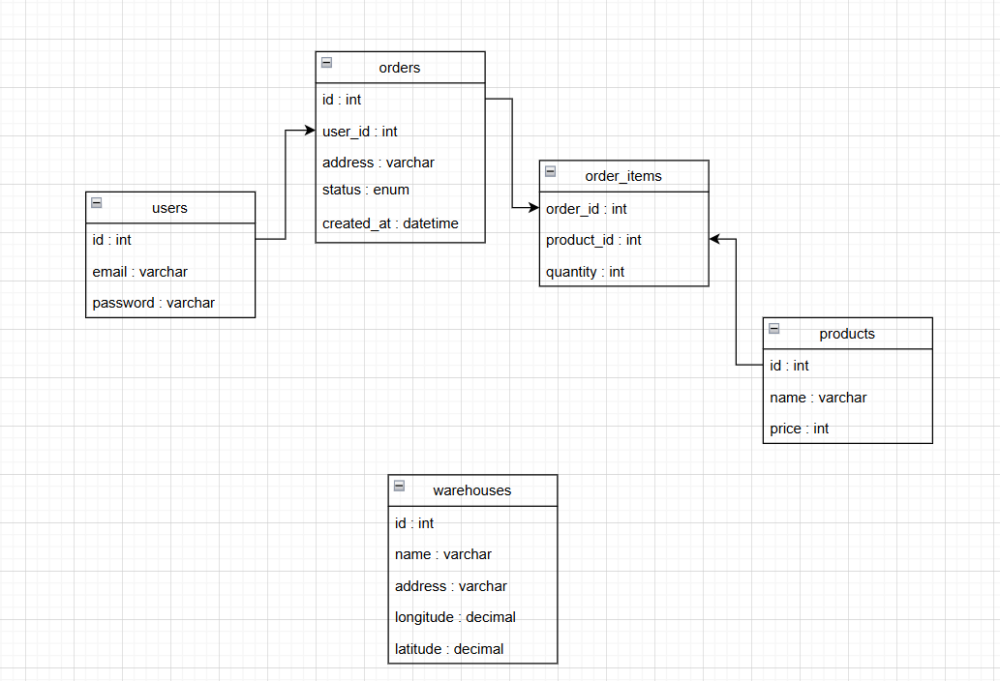 orders
id : int
user_id : int
address : varchar
status : enum
created_at : datetime
order_items
order_id : int
product_id : int
quantity : int
users
id : int
email : varchar
password : varchar
products
id : int
name : varchar
price : int
warehouses
id : int
name : varchar
address : varchar
longitude : decimal
latitude : decimal